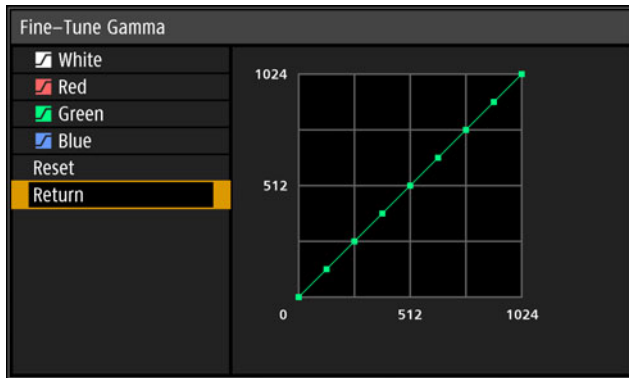 Fine-Tune Gamma
White
Red
Green
Blue
Reset
Return
1024
512
0 512 1024